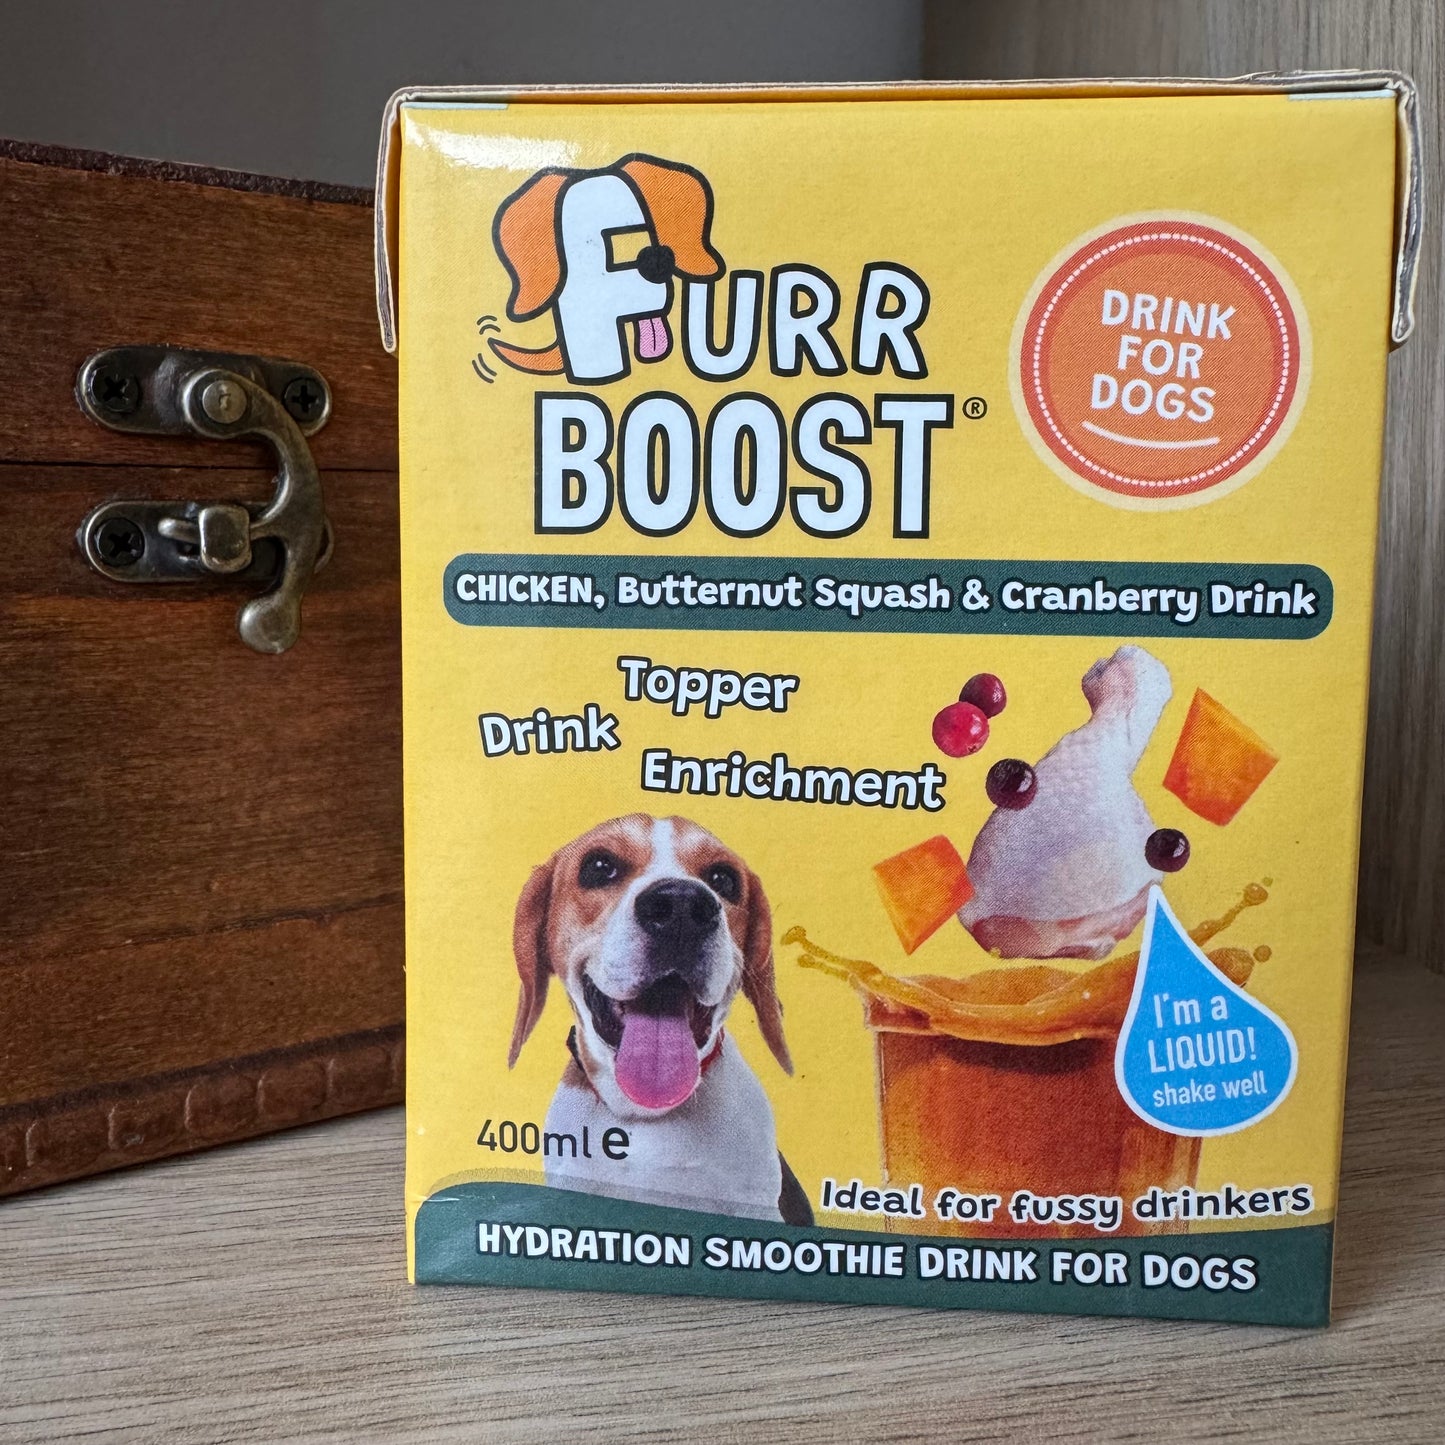 FURR
BOOST®
DRINK
FOR
DOGS
CHICKEN, Butternut Squash & Cranberry Drink
Topper
Drink
Enrichment
I'm a
LIQUID!
shake well
400ml e
Ideal for fussy drinkers
HYDRATION SMOOTHIE DRINK FOR DOGS